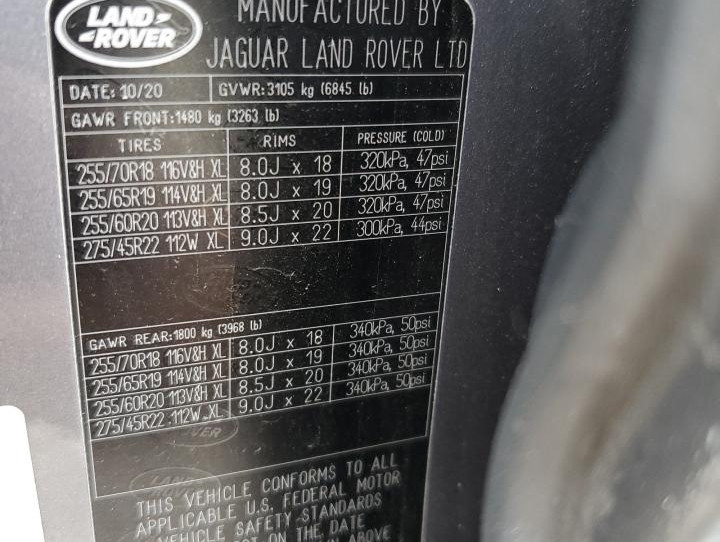 LAND ROVER
MANUFACTURED BY
JAGUAR LAND ROVER LTD
DATE: 10/20 GVWR:3105 kg (6845 lb)
GAWR FRONT:1480 kg (3263 lb)
TIRES RIMS PRESSURE (COLD)
255/70R18 116V&H XL 8.0J x 18 320kPa, 47psi
255/65R19 114V&H XL 8.0J x 19 320kPa, 47psi
255/60R20 113V&H XL 8.5J x 20 320kPa, 47psi
275/45R22 112W XL 9.0J x 22 300kPa, 44psi
GAWR REAR:1800 kg (3968 lb)
255/70R18 116V&H XL 8.0J x 18 340kPa, 50psi
255/65R19 114V&H XL 8.0J x 19 340kPa, 50psi
255/60R20 113V&H XL 8.5J x 20 340kPa, 50psi
275/45R22 112W XL 9.0J x 22 340kPa, 50psi
ROVER
LAND
THIS VEHICLE CONFORMS TO ALL
APPLICABLE U.S. FEDERAL MOTOR
VEHICLE SAFETY STANDARDS
ON THE DATE
ABOVE